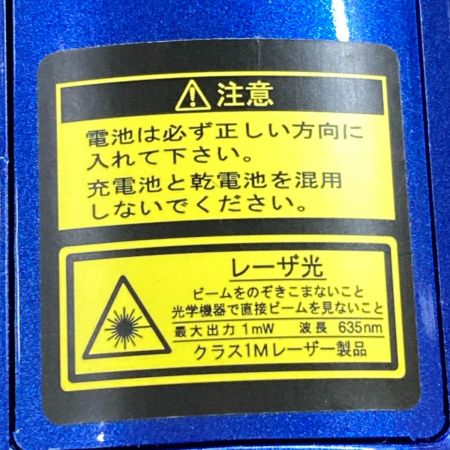 注意
電池は必ず正しい方向に
入れて下さい。
充電池と乾電池を混用
しないでください。
レーザ光
ビームをのぞきこまないこと
光学機器で直接ビームを見ないこと
最大出力 1mW 波長 635nm
クラス1Mレーザー製品